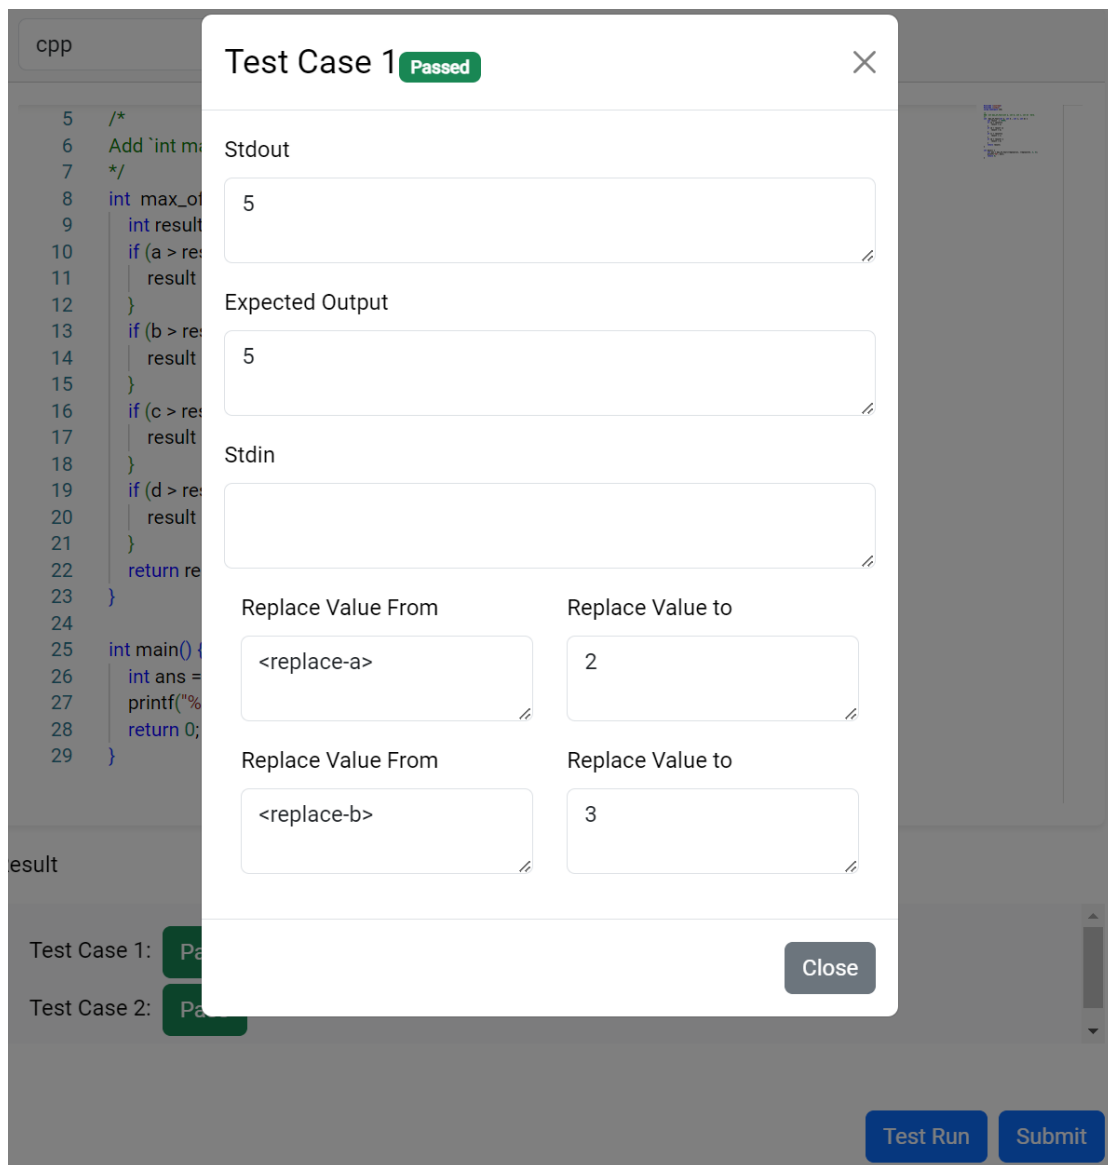 cpp
Test Case 1 Passed
Stdout
5
Expected Output
5
Stdin
Replace Value From Replace Value to
<replace-a> 2
Replace Value From Replace Value to
<replace-b> 3
Close
5 /*
6 Add `int ma
7 */
8 int max_of
9 int result
10 if (a > res
11 result
12 }
13 if (b > res
14 result
15 }
16 if (c > res
17 result
18 }
19 if (d > res
20 result
21 }
22 return re
23 }
24
25 int main() {
26 int ans =
27 printf("%
28 return 0;
29 }
esult
Test Case 1: Pa
Test Case 2: Pass
Test Run Submit